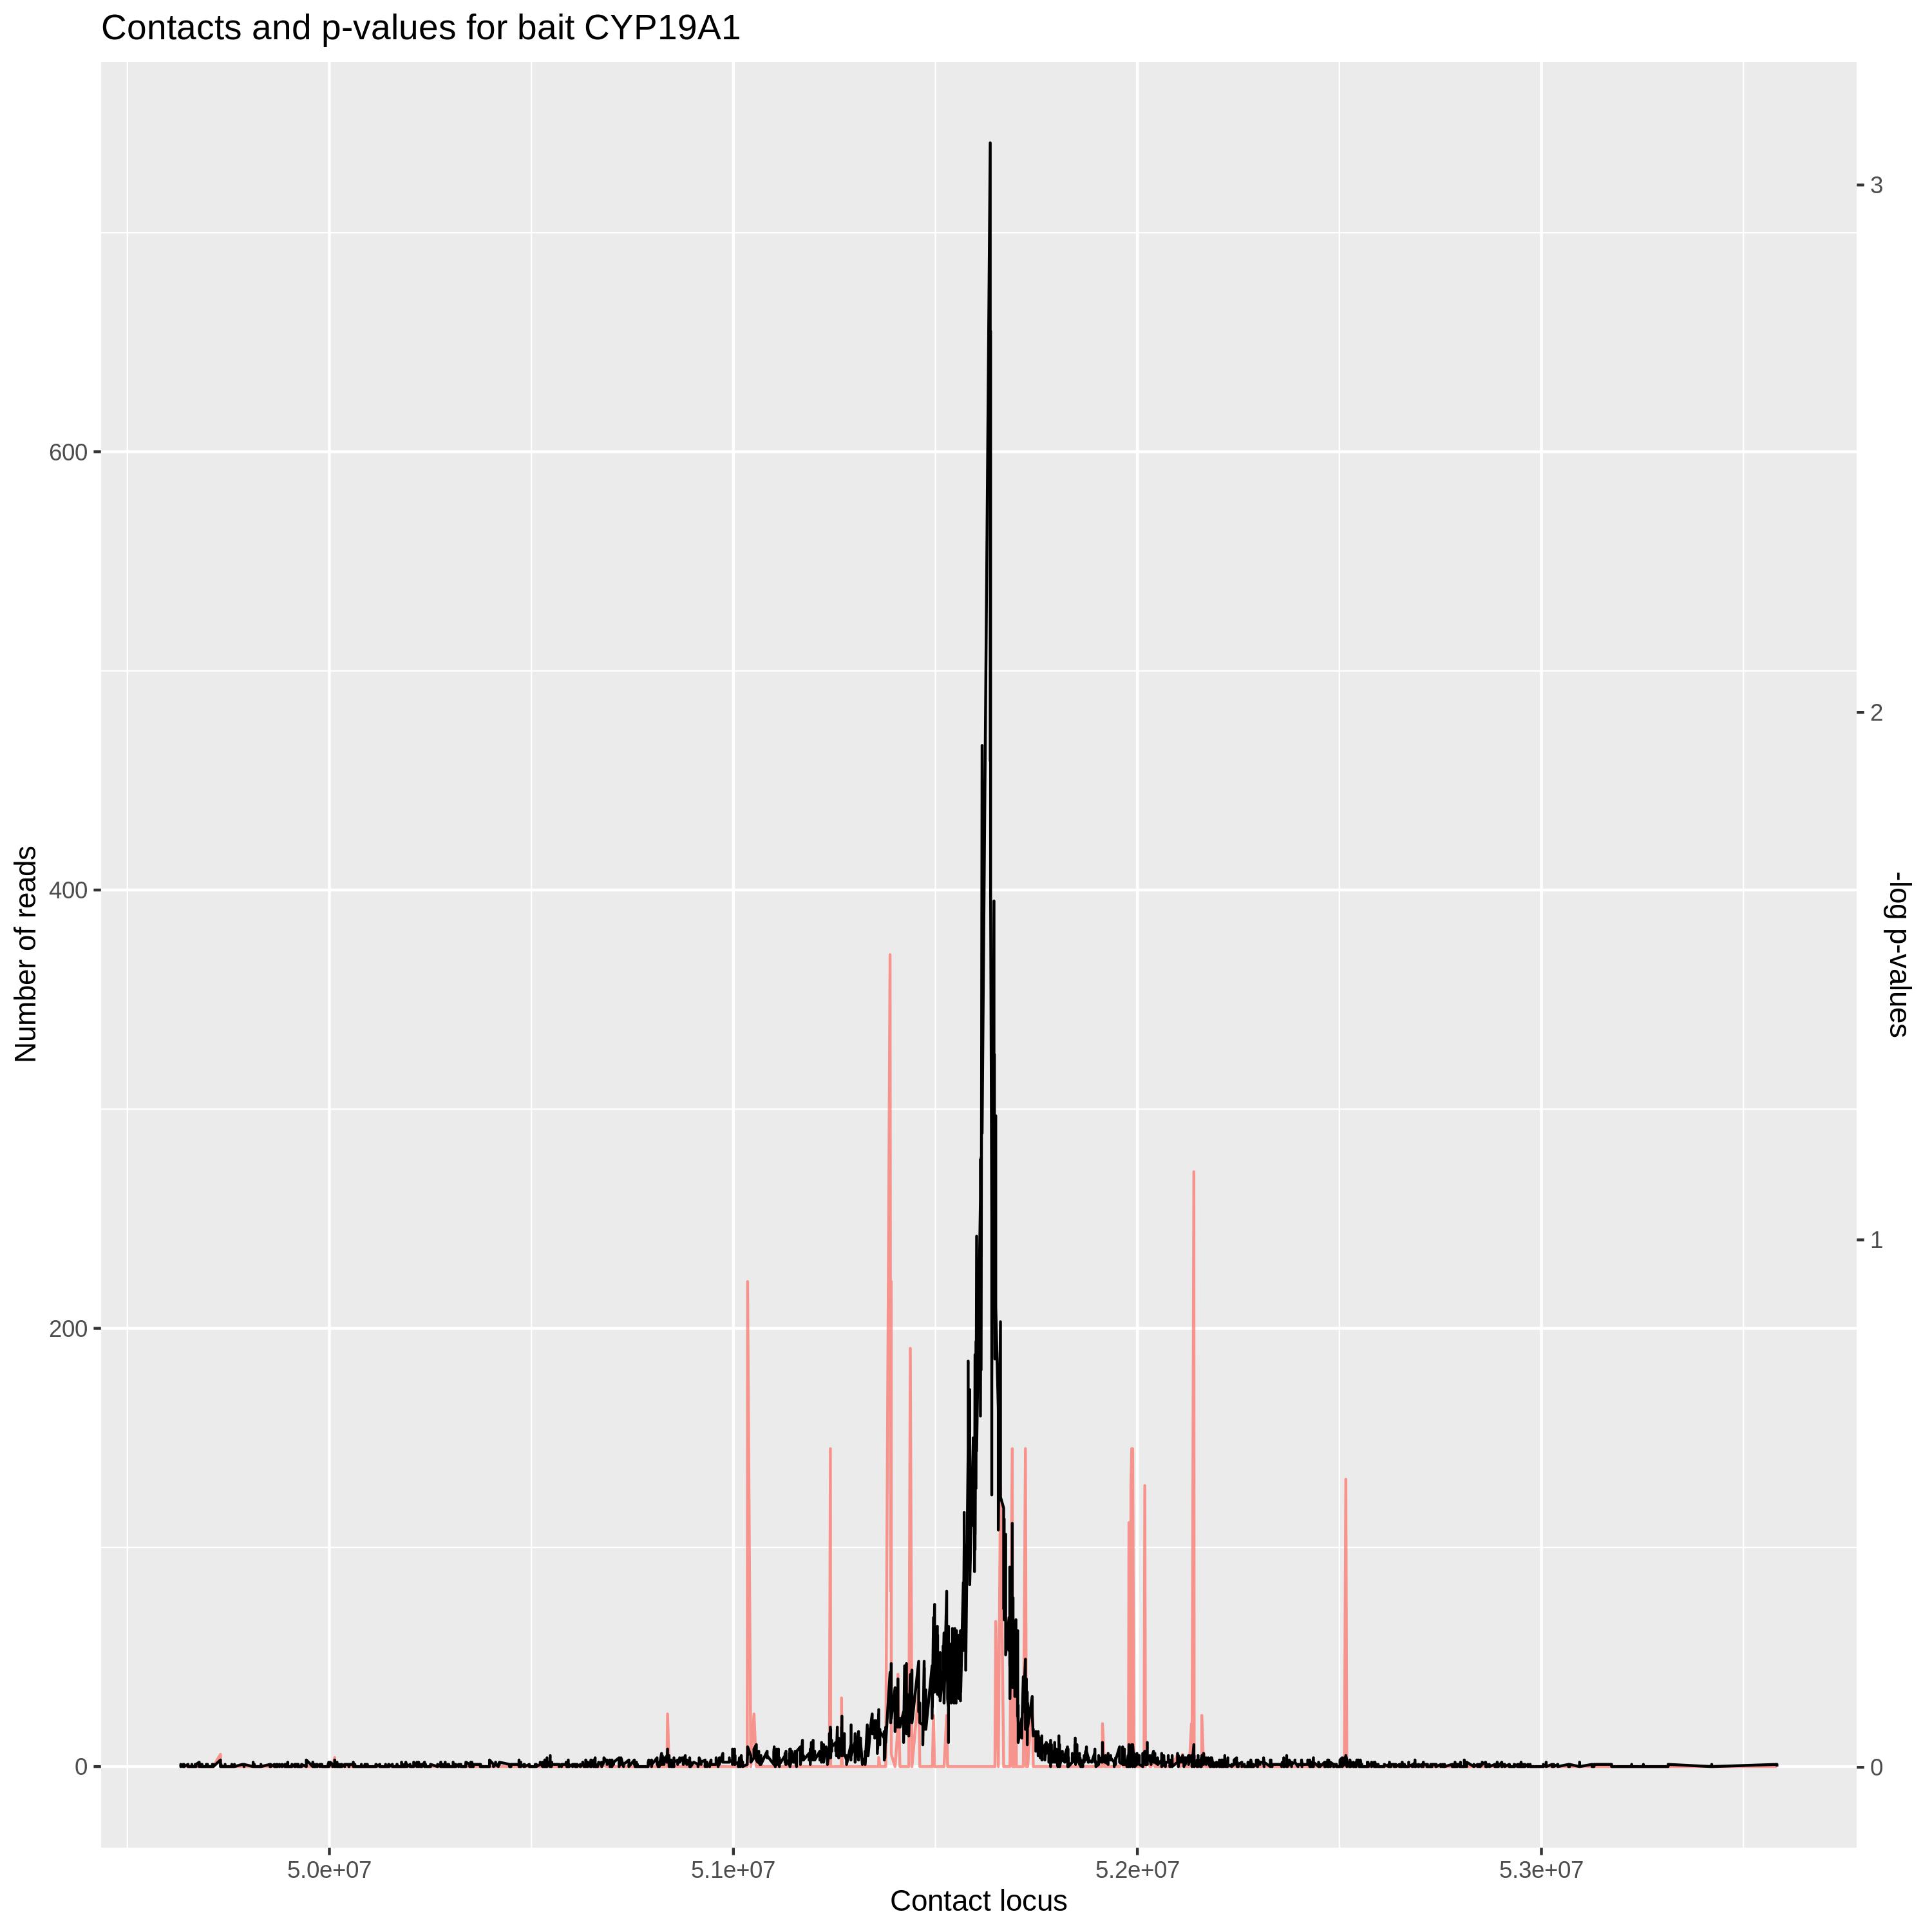 Contacts and p-values for bait CYP19A1
Number of reads
600
400
200
0
3
2
1
0
-log p-values
5.0e+07
5.1e+07
5.2e+07
5.3e+07
Contact locus